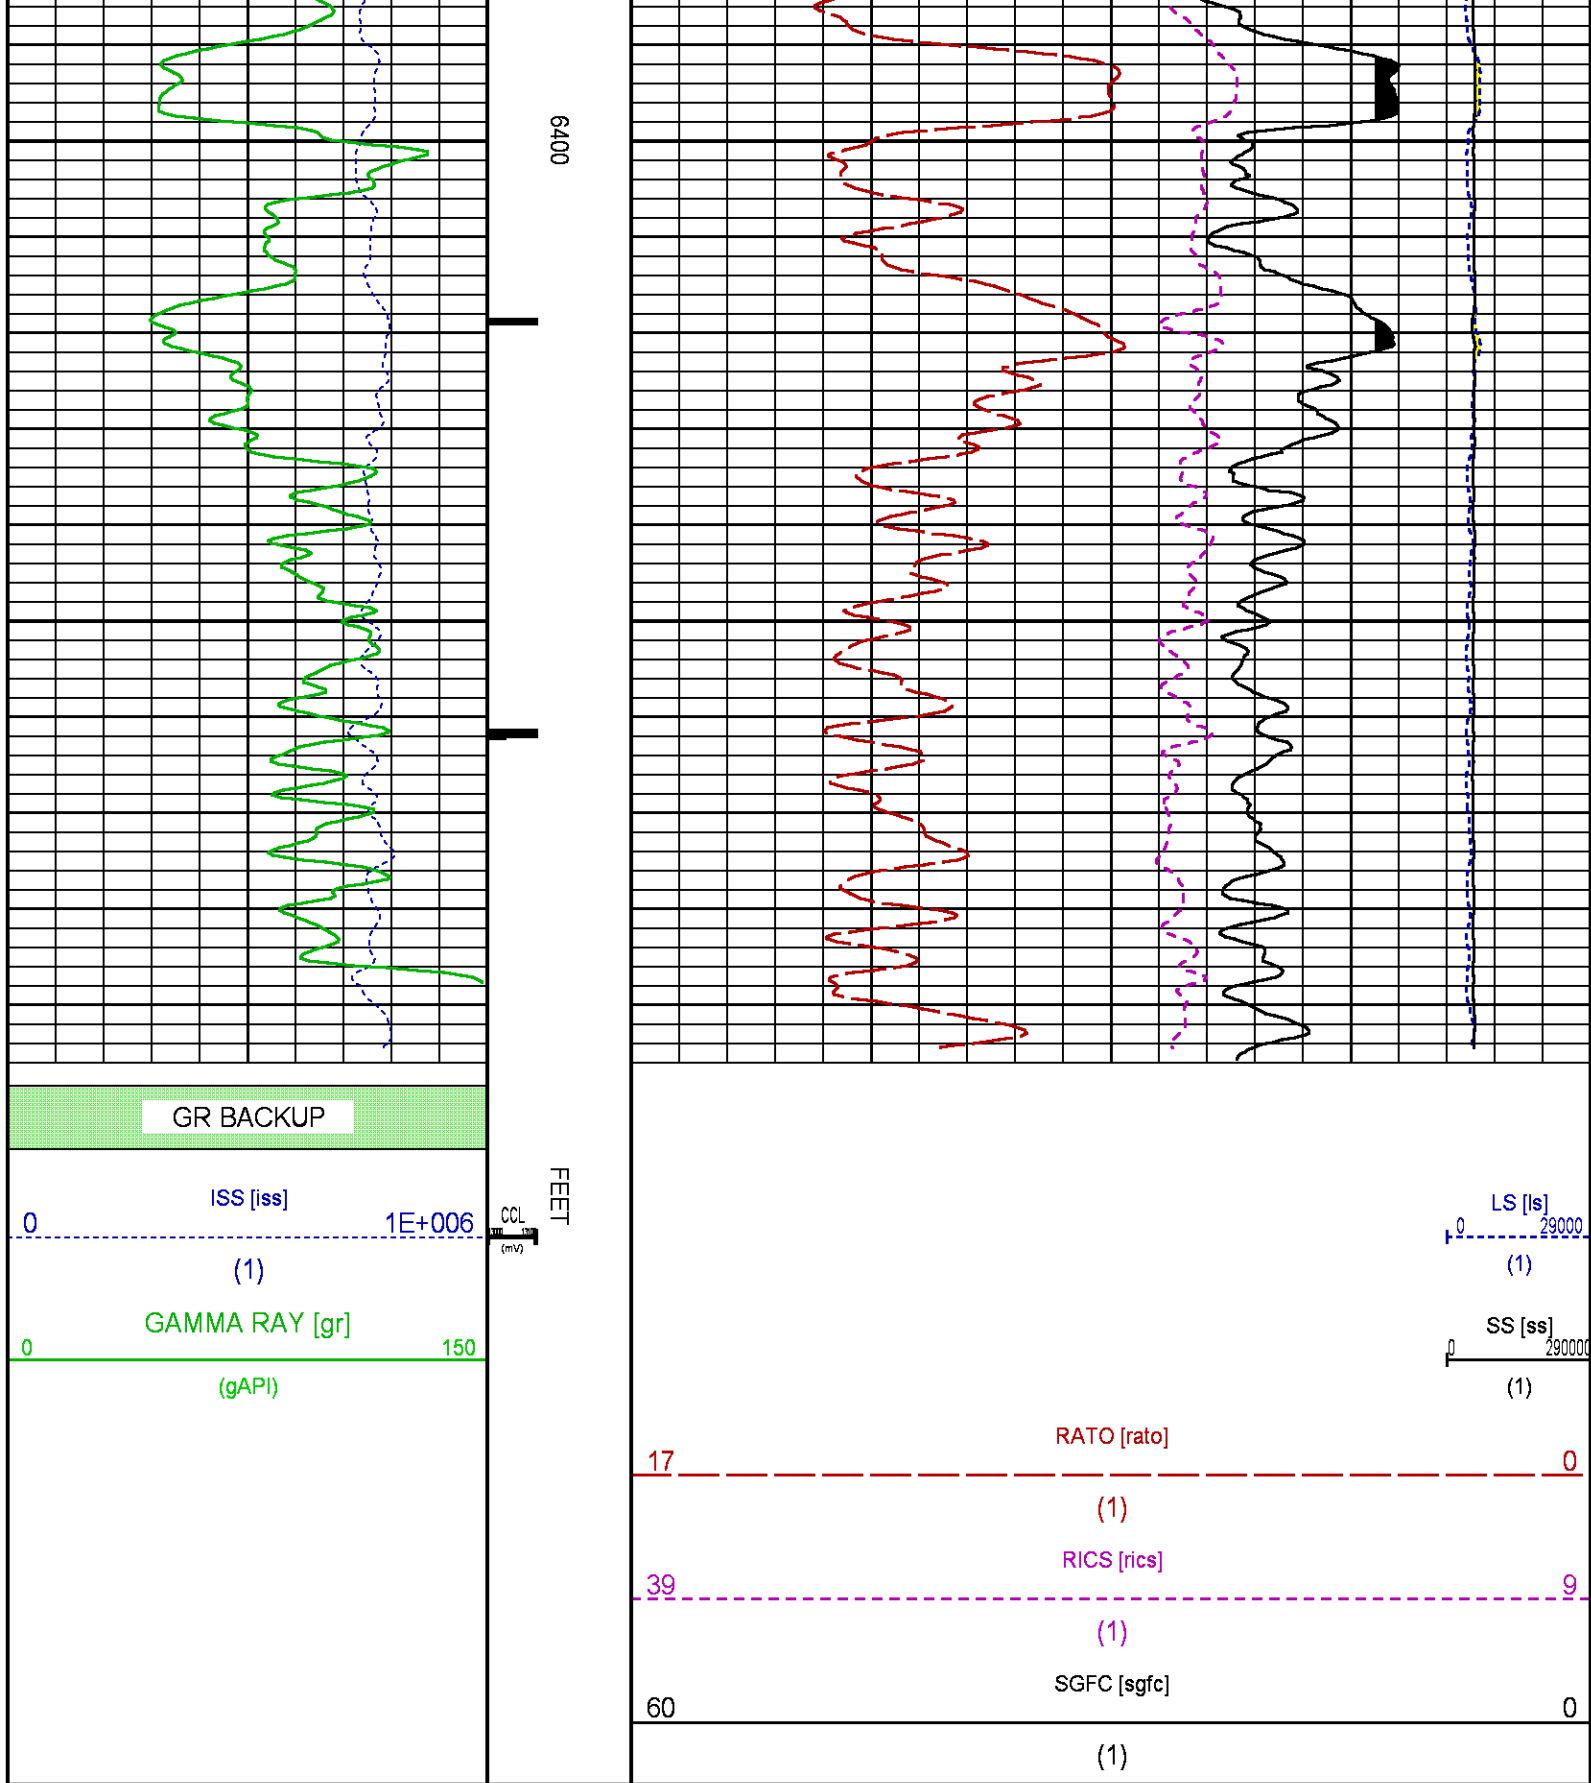 6400
GR BACKUP
FEET
ISS [iss]
0 1E+006
(1)
CCL
(mV)
LS [ls]
0 29000
(1)
GAMMA RAY [gr]
0 150
(gAPI)
SS [ss]
0 290000
(1)
RATO [rato]
17 0
(1)
RICS [rics]
39 9
(1)
SGFC [sgfc]
60 0
(1)